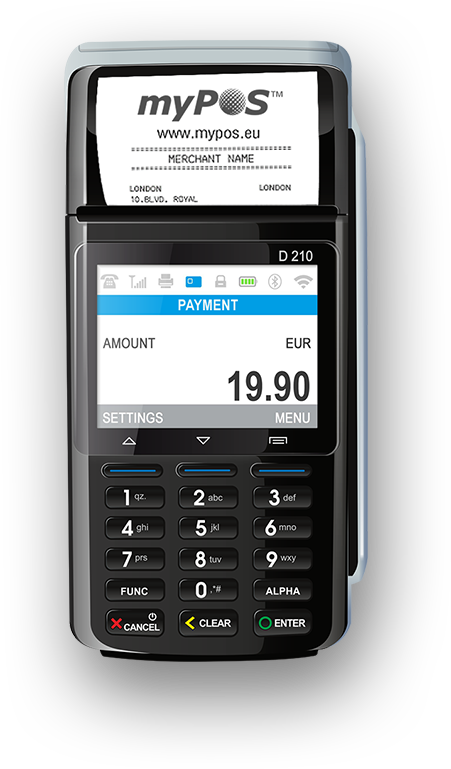 myPOS™
www.mypos.eu
MERCHANT NAME
LONDON LONDON
10.BLVD. ROYAL
D 210
PAYMENT
AMOUNT EUR
19.90
SETTINGS MENU
1 qz. 2 abc 3 def
4 ghi 5 jkl 6 mno
7 prs 8 tuv 9 wxy
FUNC 0 ,*# ALPHA
CANCEL CLEAR ENTER